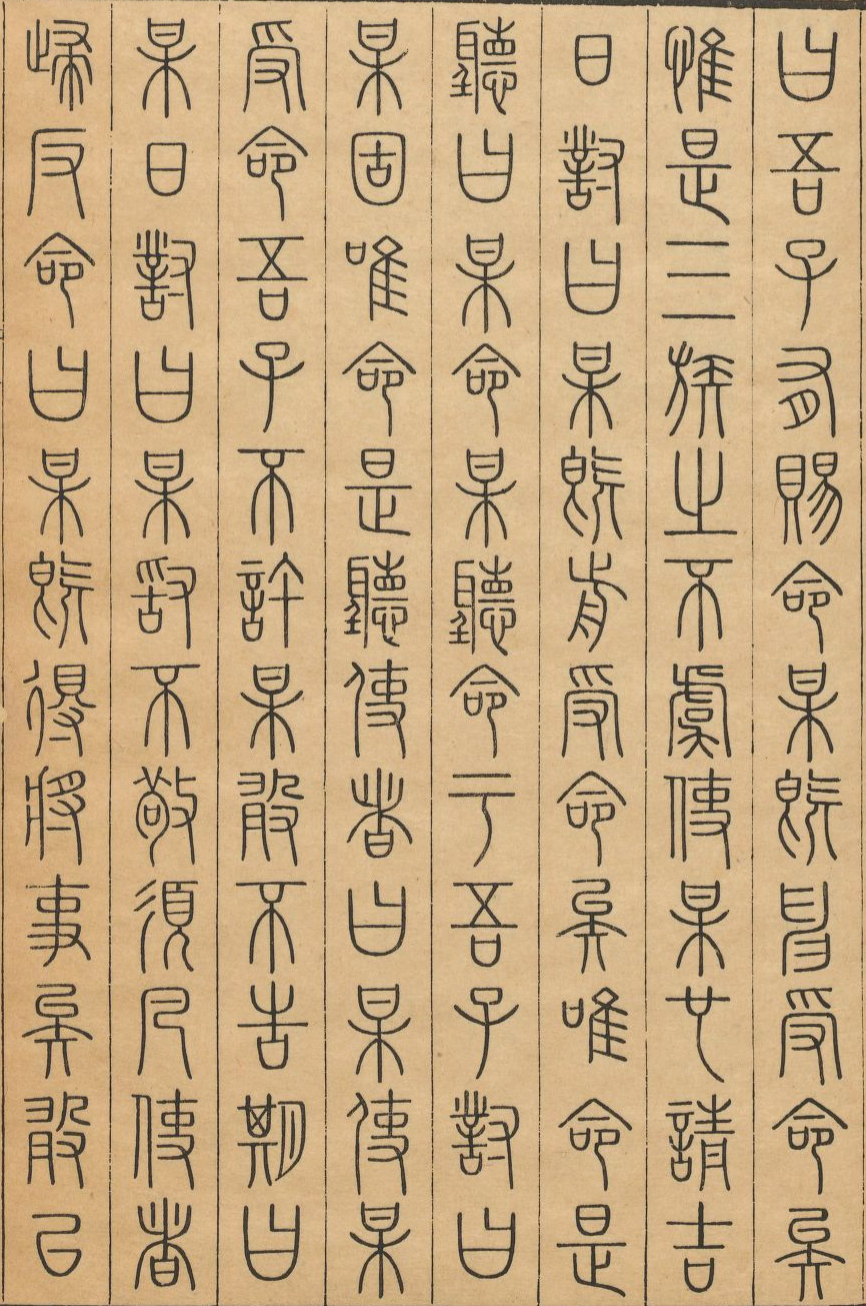 曰吾子有賜命某既申受命矣
惟是三族之不虞使某也請吉
日對曰某既前受命矣唯命是
聽曰某命某聽命于吾子對曰
某固唯命是聽使者曰某使某
受命吾子不許某敢不告期曰
某日對曰某敢不敬須凡使者
歸反命曰某既得將事矣敢以